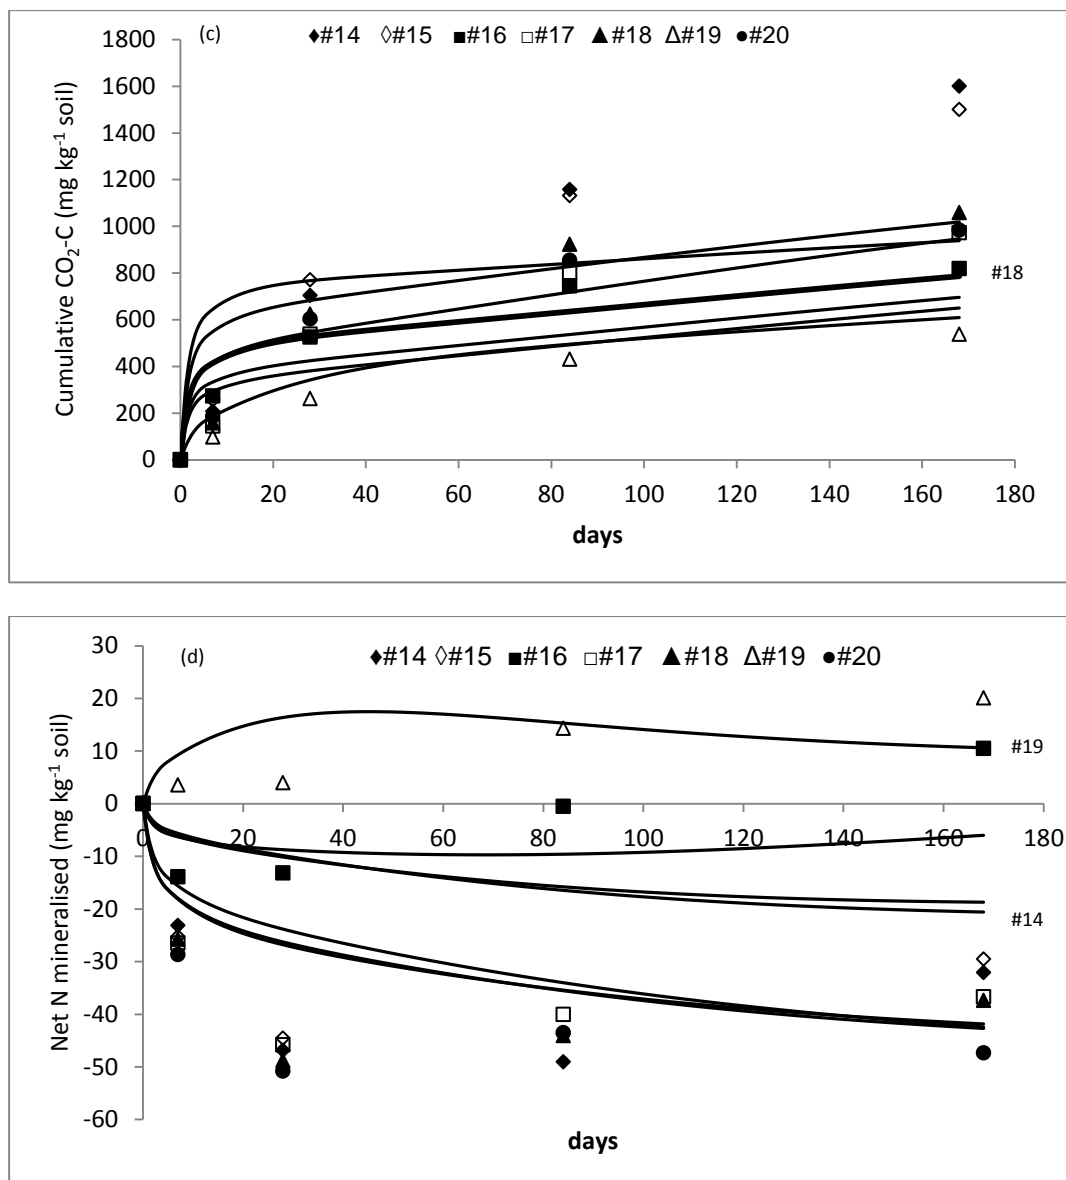 (c) ♦#14 ◊#15 ■#16 □#17 ▲#18 Δ#19 ●#20
1800
1600
1400
1200
1000
800
600
400
200
0
Cumulative CO₂-C (mg kg⁻¹ soil)
#18
0 20 40 60 80 100 120 140 160 180
days
(d) ♦#14 ◊#15 ■#16 □#17 ▲#18 Δ#19 ●#20
30
20
10
0
-10
-20
-30
-40
-50
-60
Net N mineralised (mg kg⁻¹ soil)
#19
0 20 40 60 80 100 120 140 160 180
#14
days